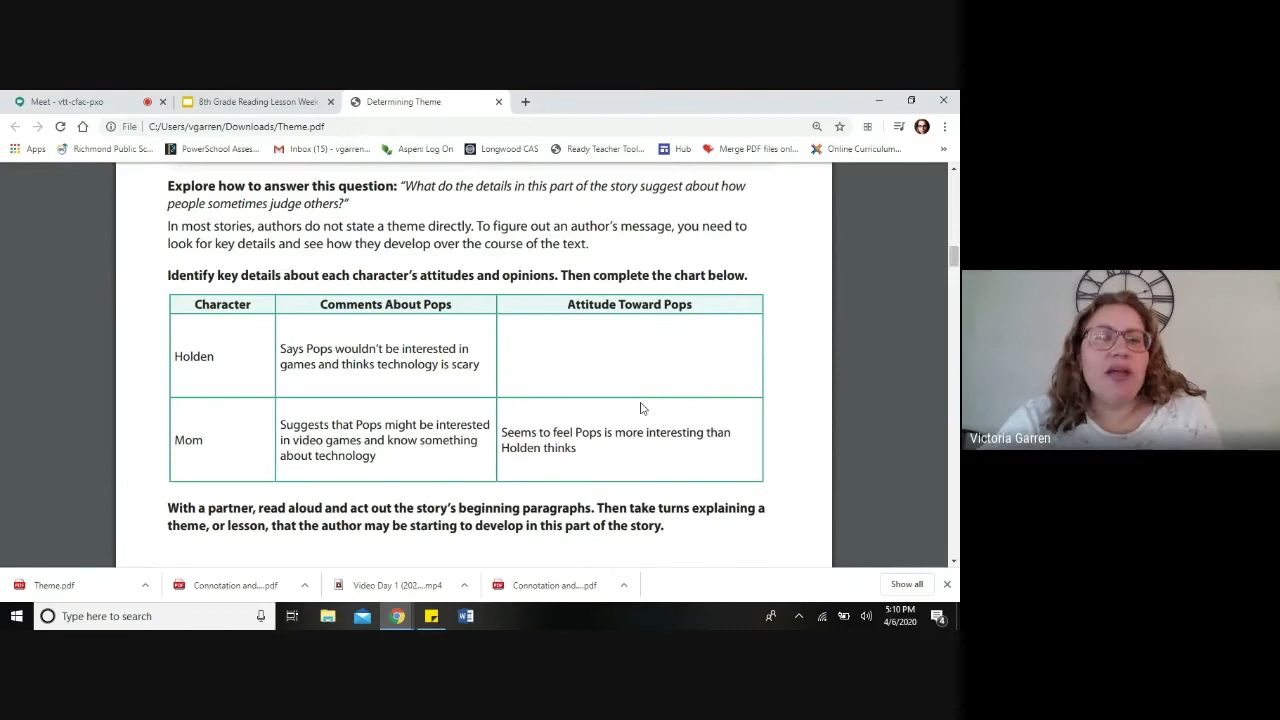 Meet - vtt-cfac-pxo
8th Grade Reading Lesson Week
Determining Theme
File
C:/Users/vgarren/Downloads/Theme.pdf
Apps
Richmond Public Sc...
PowerSchool Asses...
Inbox (15) - vgarren...
Aspen: Log On
Longwood CAS
Ready Teacher Tool...
Hub
Merge PDF files onl...
Online Curriculum...
»
Explore how to answer this question: “What do the details in this part of the story suggest about how
people sometimes judge others?”
In most stories, authors do not state a theme directly. To figure out an author’s message, you need to
look for key details and see how they develop over the course of the text.
Identify key details about each character’s attitudes and opinions. Then complete the chart below.
Character
Comments About Pops
Attitude Toward Pops
Holden
Says Pops wouldn’t be interested in
games and thinks technology is scary
Mom
Suggests that Pops might be interested
in video games and know something
about technology
Seems to feel Pops is more interesting than
Holden thinks
With a partner, read aloud and act out the story’s beginning paragraphs. Then take turns explaining a
theme, or lesson, that the author may be starting to develop in this part of the story.
Victoria Garren
Theme.pdf
Connotation and....pdf
Video Day 1 (202....mp4
Connotation and....pdf
Show all
Type here to search
5:10 PM
4/6/2020
4